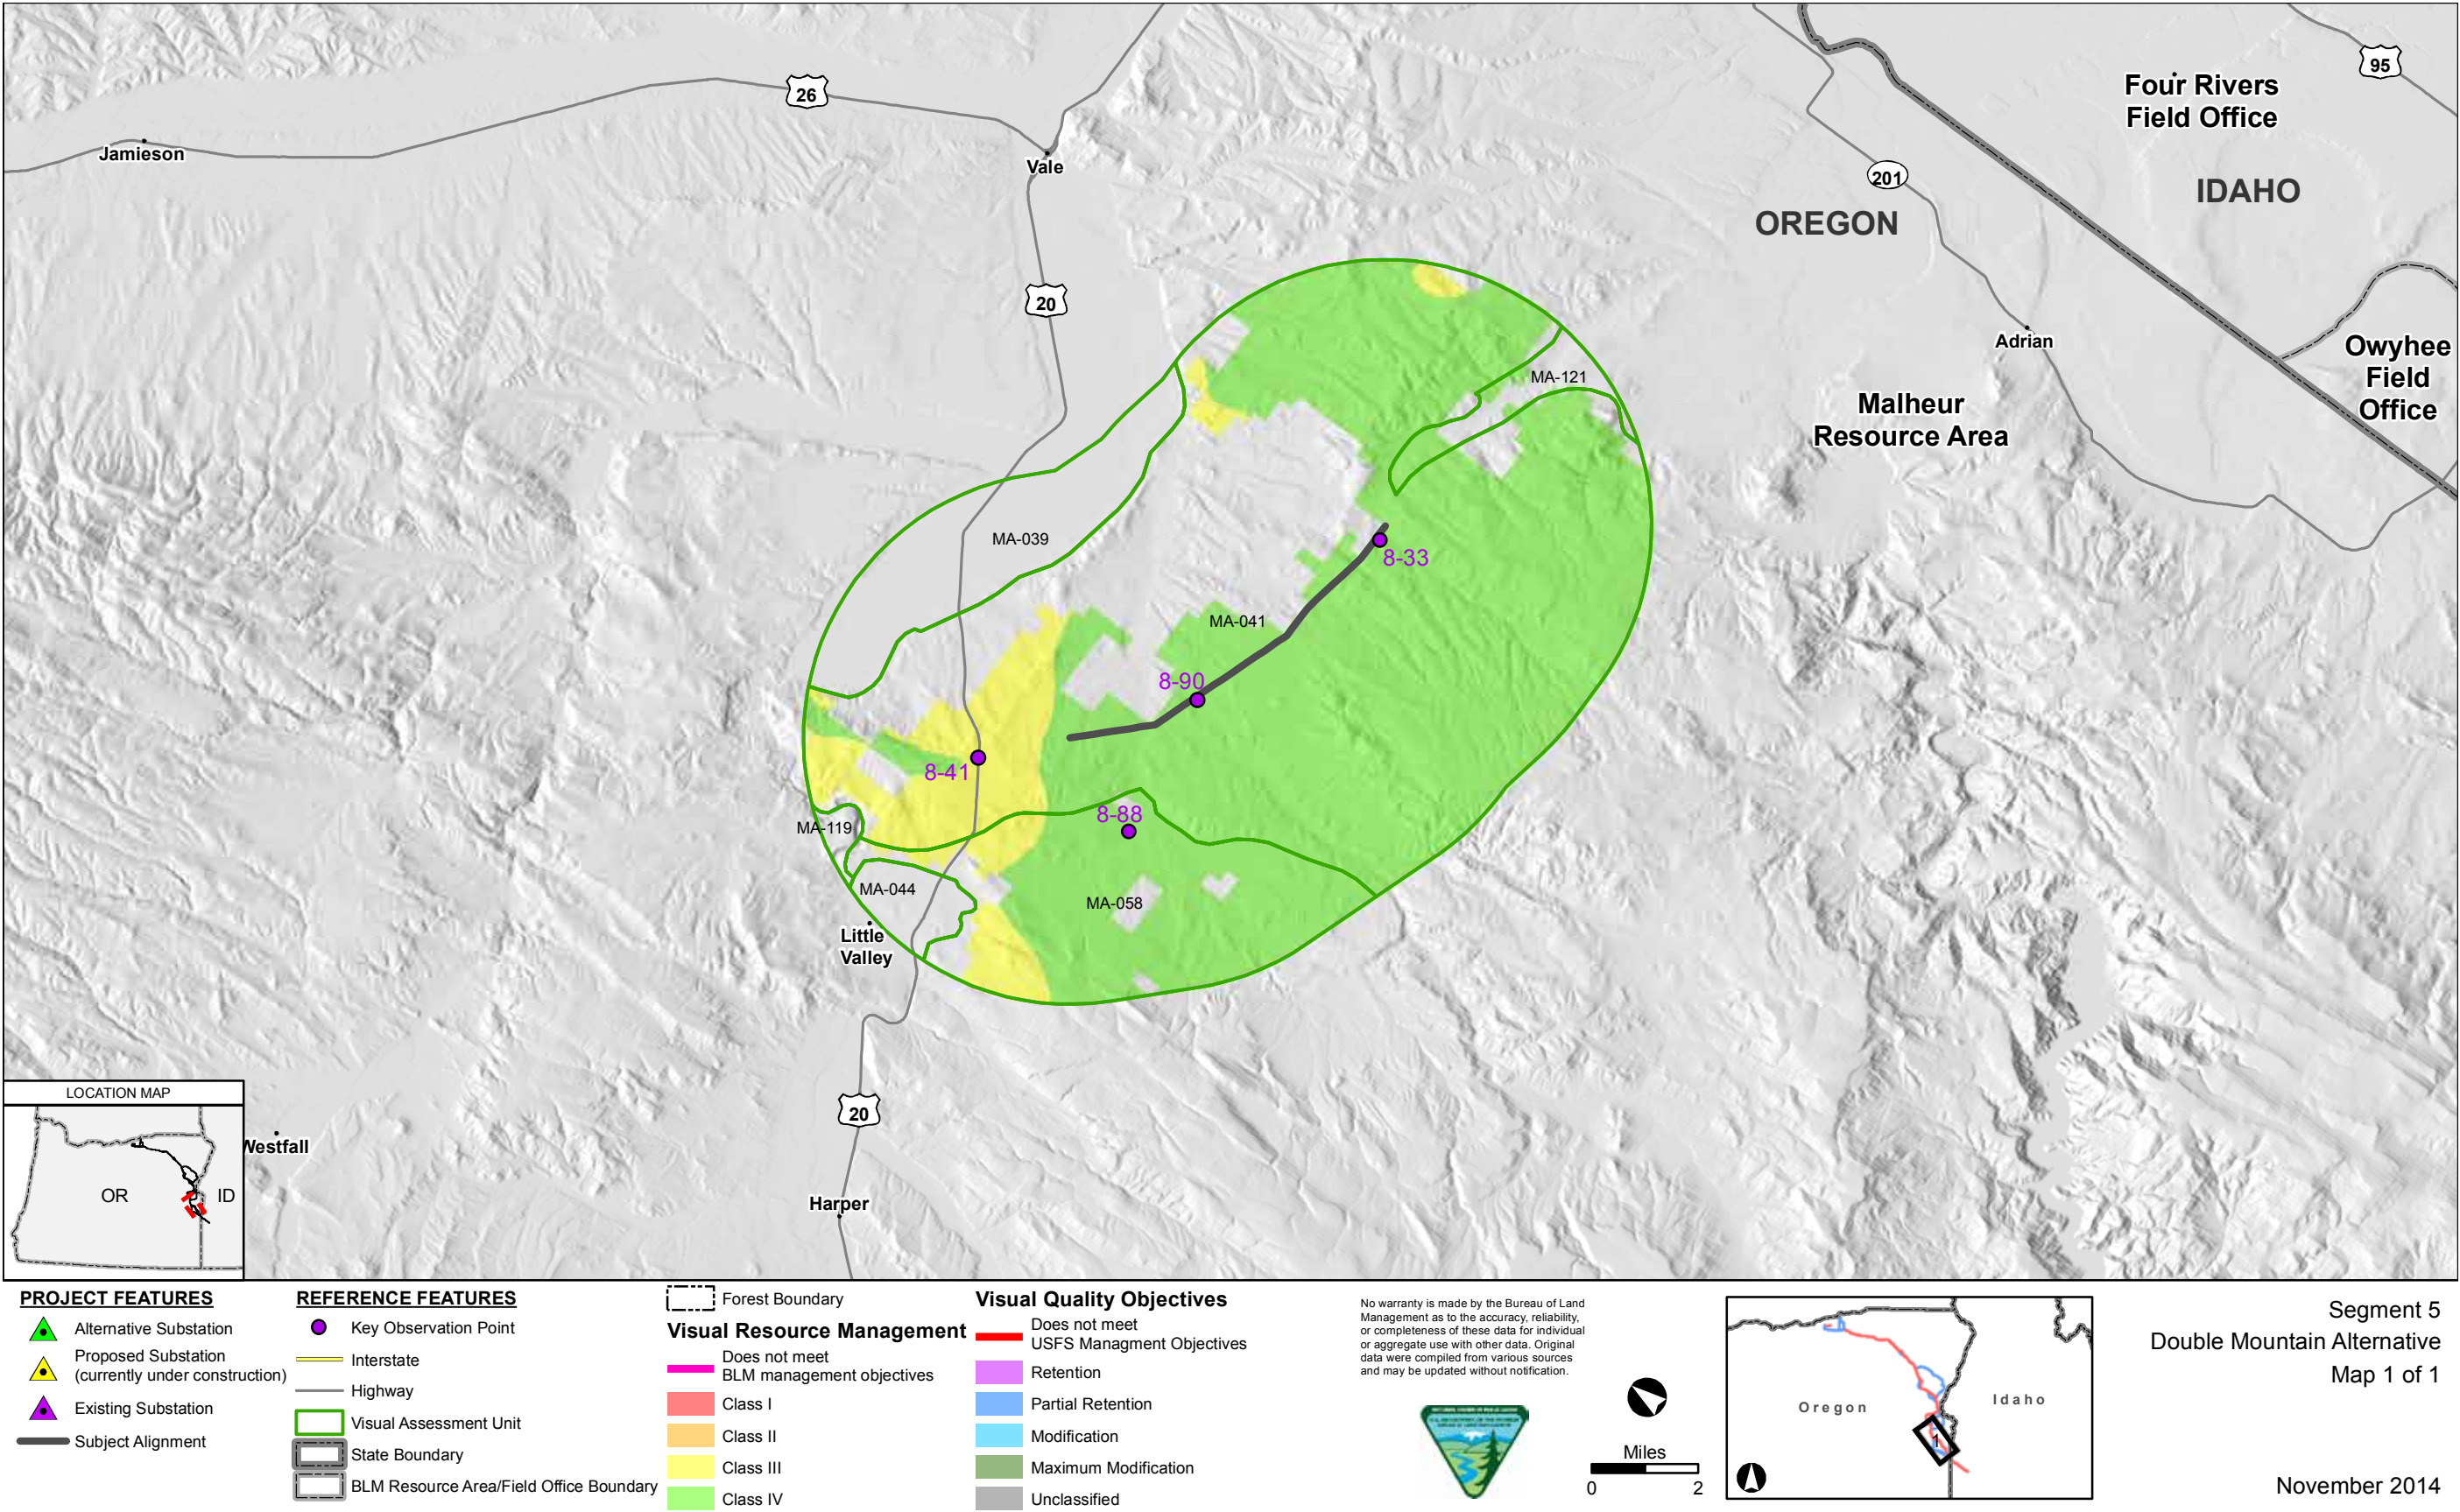 26
Jamieson
Vale
20
95
Four Rivers
Field Office
201
IDAHO
OREGON
Adrian
Owyhee
Field
Office
Malheur
Resource Area
MA-121
MA-039
8-33
MA-041
8-90
8-41
8-88
MA-119
MA-044
MA-058
Little
Valley
20
Harper
Westfall
LOCATION MAP
OR
ID
PROJECT FEATURES
Alternative Substation
Proposed Substation
(currently under construction)
Existing Substation
Subject Alignment
REFERENCE FEATURES
Key Observation Point
Interstate
Highway
Visual Assessment Unit
State Boundary
BLM Resource Area/Field Office Boundary
Forest Boundary
Visual Resource Management
Does not meet
BLM management objectives
Class I
Class II
Class III
Class IV
Visual Quality Objectives
Does not meet
USFS Managment Objectives
Retention
Partial Retention
Modification
Maximum Modification
Unclassified
No warranty is made by the Bureau of Land
Management as to the accuracy, reliability,
or completeness of these data for individual
or aggregate use with other data. Original
data were compiled from various sources
and may be updated without notification.
Miles
0 2
Oregon
Idaho
1
Segment 5
Double Mountain Alternative
Map 1 of 1
November 2014